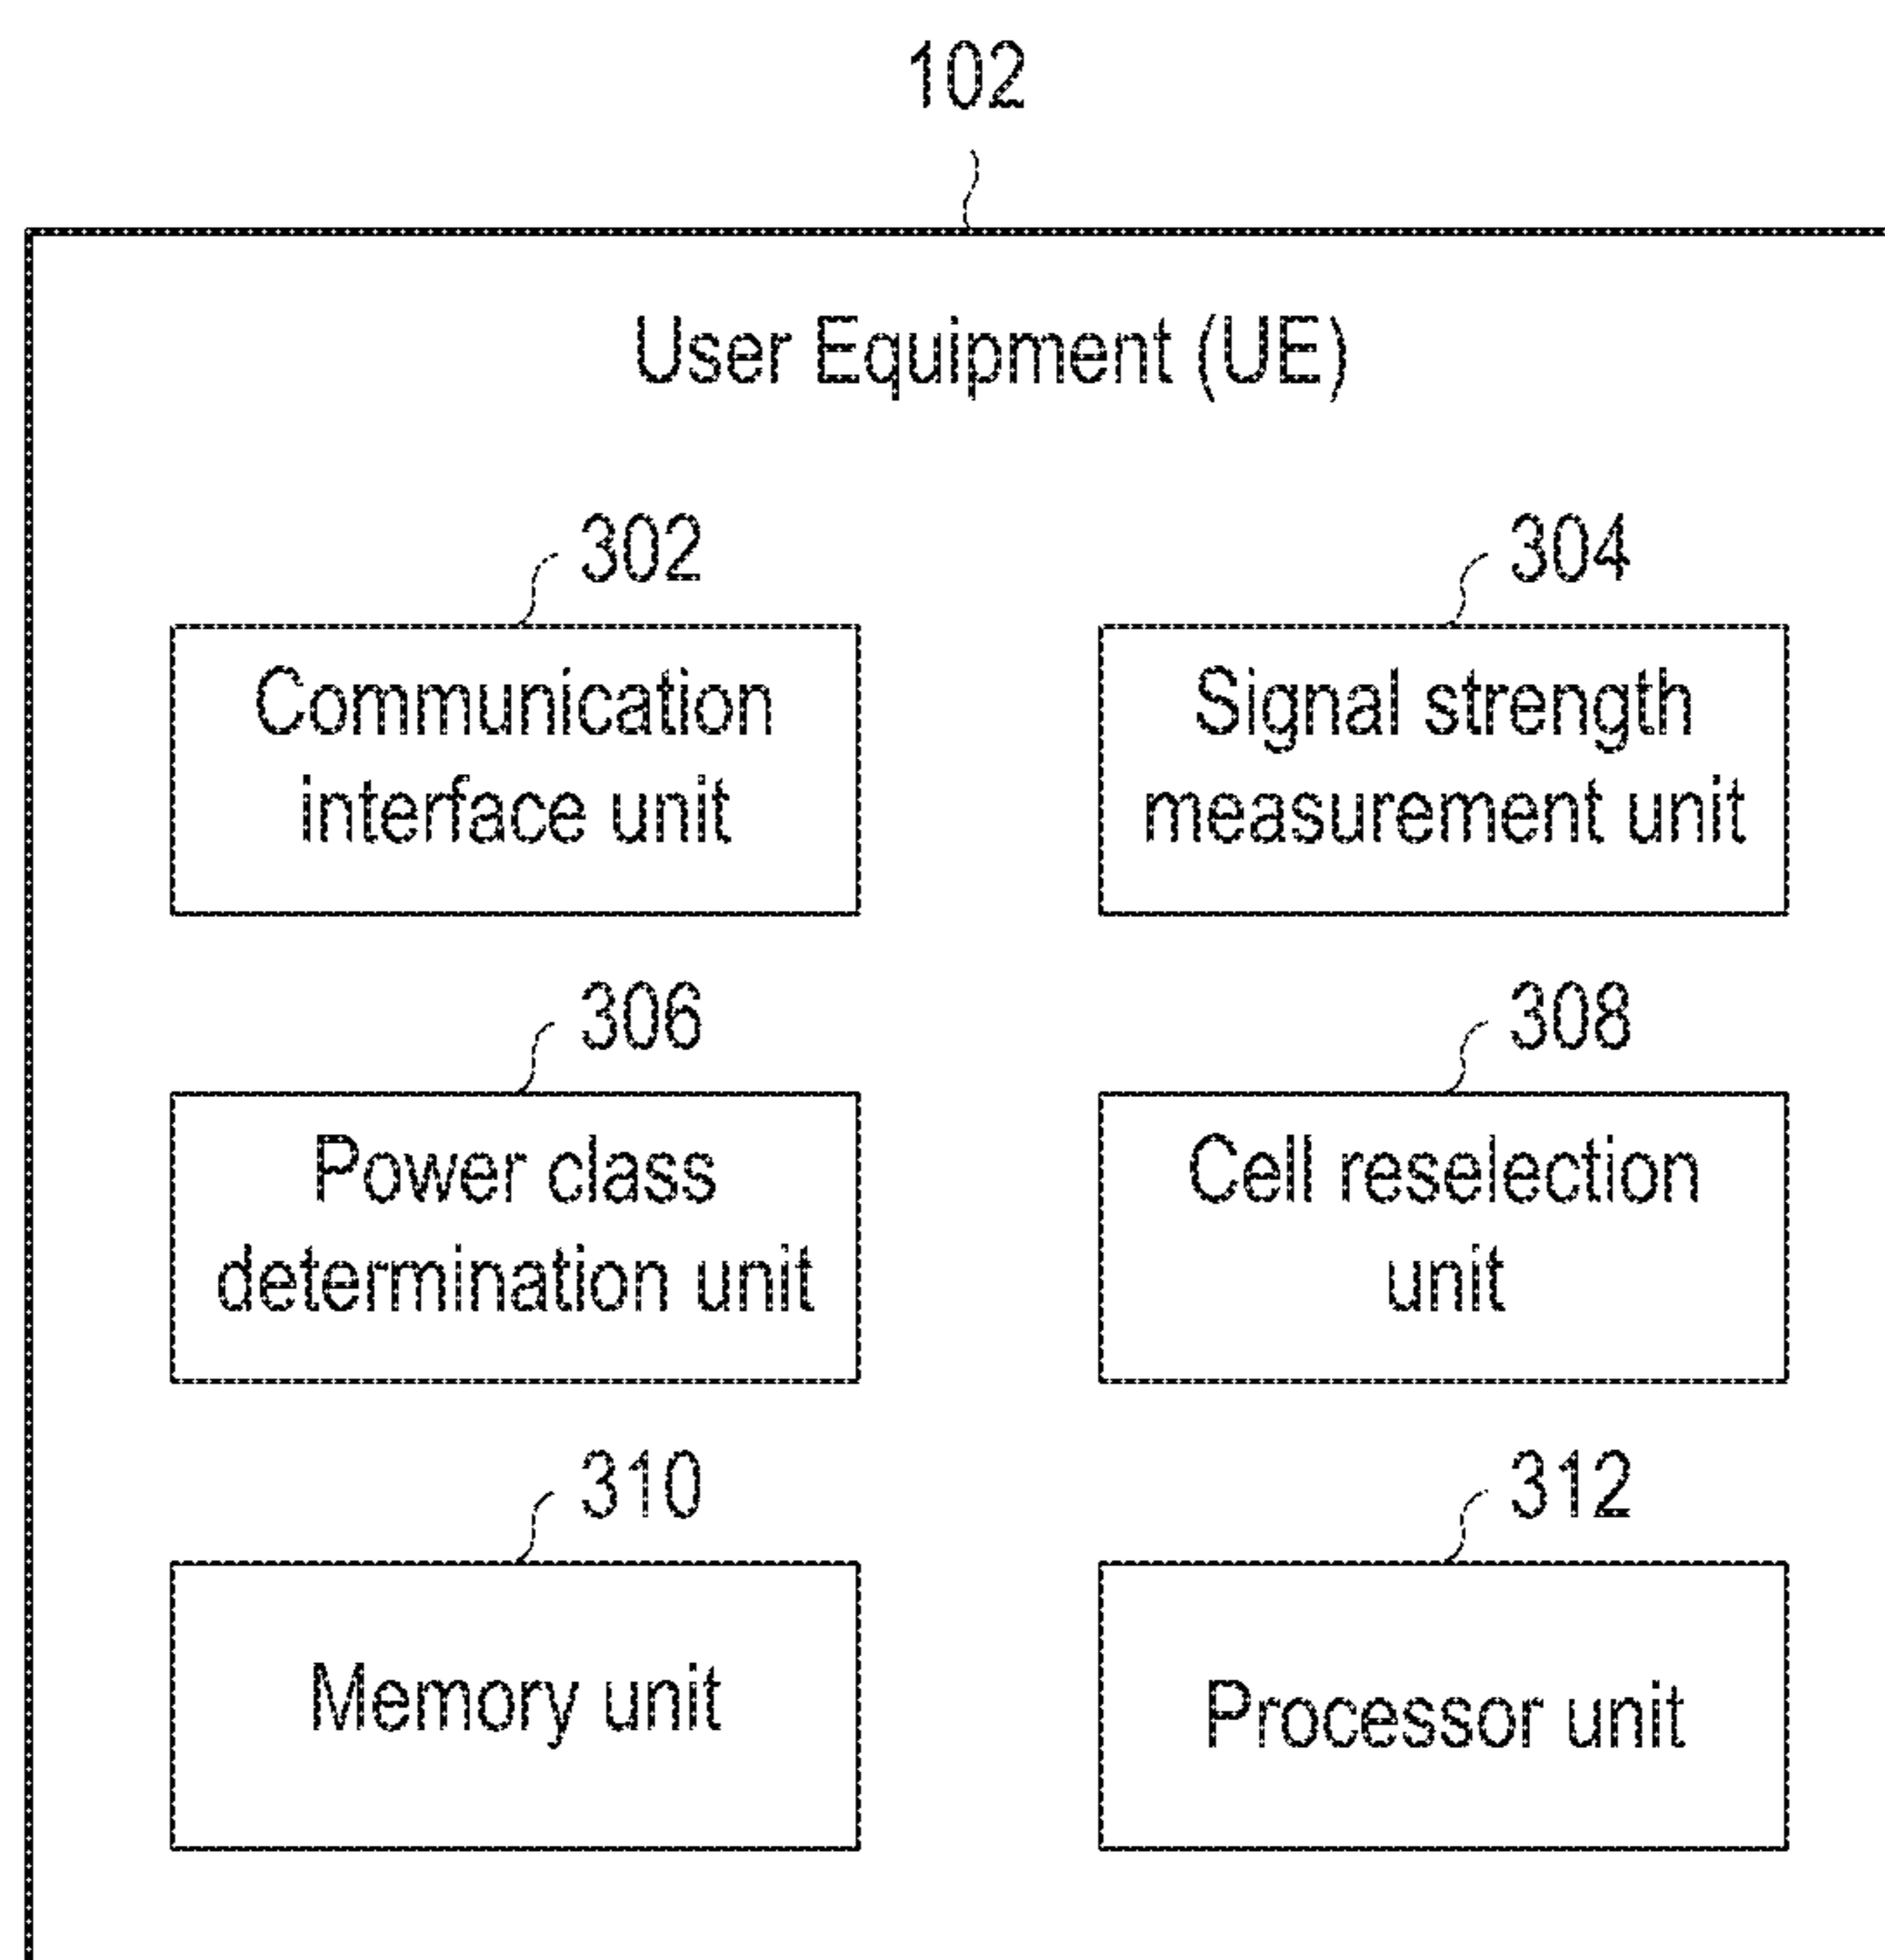 102
User Equipment (UE)
302
304
Communication
interface unit
Signal strength
measurement unit
306
308
Power class
determination unit
Cell reselection
unit
310
312
Memory unit
Processor unit